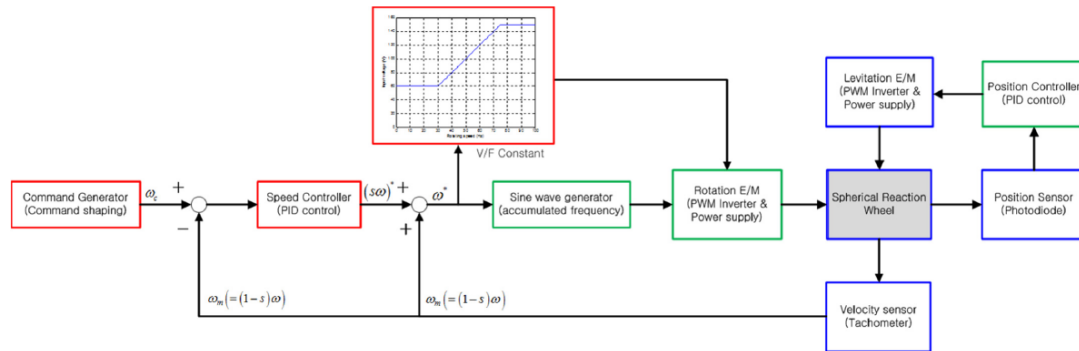 Levitation E/M
(PWM Inverter &
Power supply)
Position Controller
(PID control)
V/F Constant
Command Generator
(Command shaping)
ω_c
+
−
Speed Controller
(PID control)
(sω)*
+
+
ω*
Sine wave generator
(accumulated frequency)
Rotation E/M
(PWM Inverter &
Power supply)
Spherical Reaction
Wheel
Position Sensor
(Photodiode)
ω_m(=(1−s)ω)
ω_m(=(1−s)ω)
Velocity sensor
(Tachometer)